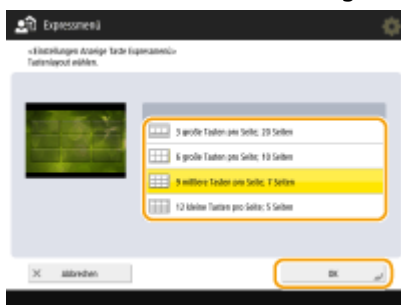 Expressmenü
<Einstellungen Anzeige Taste Expressmenü>
Tastenlayout wählen.
3 große Tasten pro Seite; 20 Seiten
6 große Tasten pro Seite; 10 Seiten
9 mittlere Tasten pro Seite; 7 Seiten
12 kleine Tasten pro Seite; 5 Seiten
Abbrechen
OK